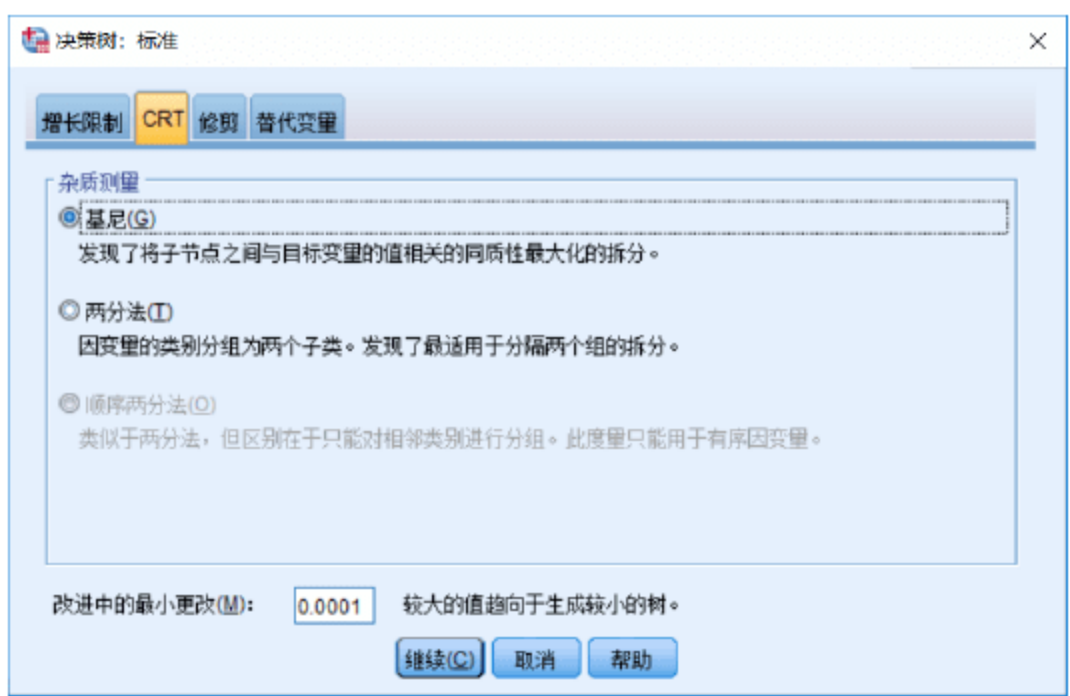 决策树：标准
增长限制 CRT 修剪 替代变量
杂质测量
基尼(G)
发现了将子节点之间与目标变量的值相关的同质性最大化的拆分。
两分法(T)
因变量的类别分组为两个子类。发现了最适用于分隔两个组的拆分。
顺序两分法(O)
类似于两分法，但区别在于只能对相邻类别进行分组。此度量只能用于有序因变量。
改进中的最小更改(M)： 0.0001 较大的值趋向于生成较小的树。
继续(C) 取消 帮助